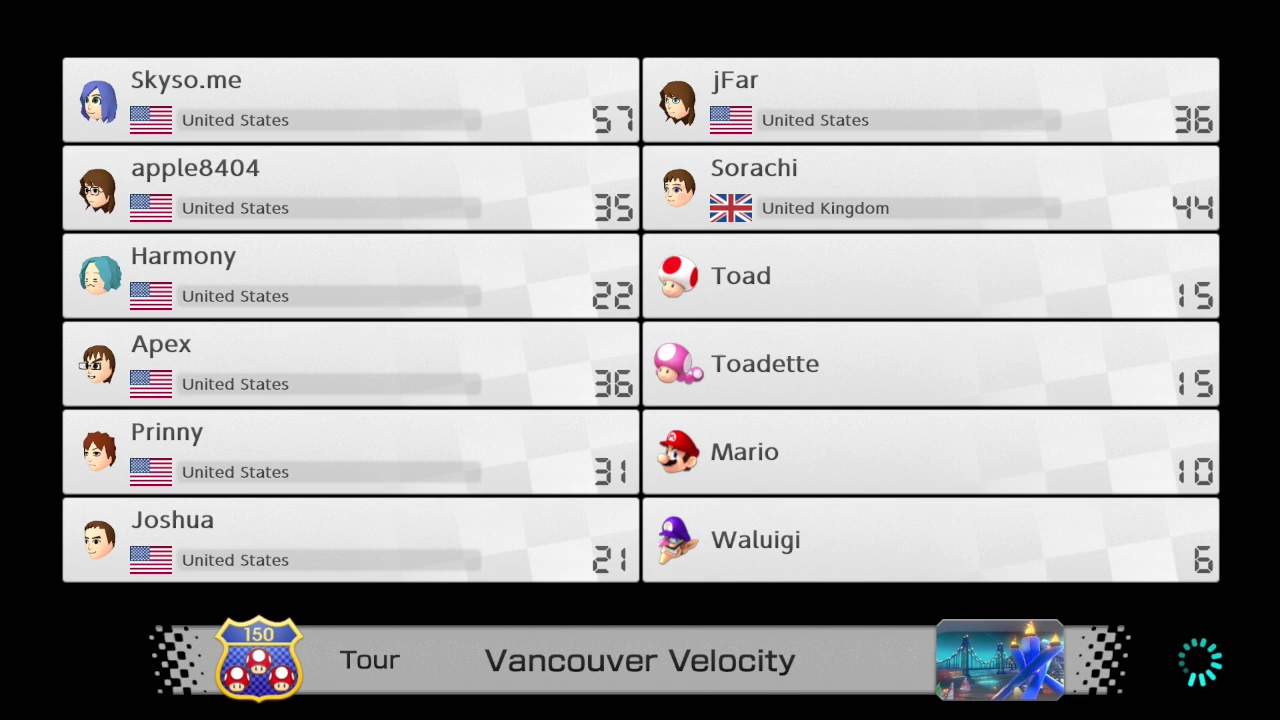 Skyso.me
United States
57
apple8404
United States
35
Harmony
United States
22
Apex
United States
36
Prinny
United States
31
Joshua
United States
21
jFar
United States
36
Sorachi
United Kingdom
44
Toad
15
Toadette
15
Mario
10
Waluigi
6
150
Tour
Vancouver Velocity